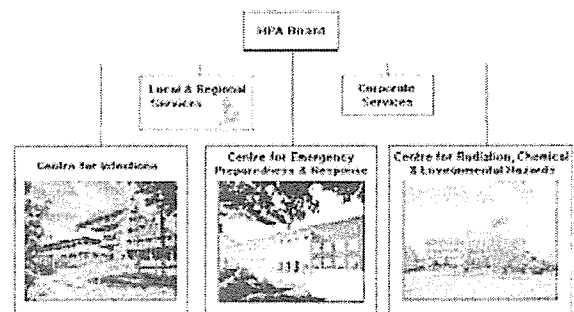 HPA Board
Local & Regional
Services
Corporate
Services
Centre for Infections
Centre for Emergency
Preparedness & Response
Centre for Radiation, Chemical
& Environmental Hazards